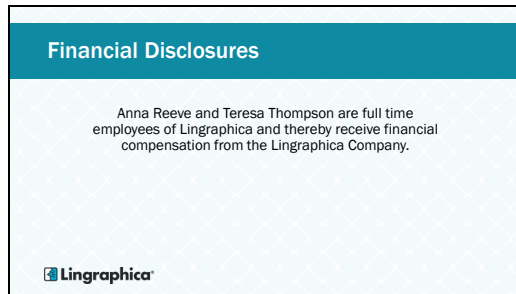 Financial Disclosures
Anna Reeve and Teresa Thompson are full time
employees of Lingraphica and thereby receive financial
compensation from the Lingraphica Company.
Lingraphica®